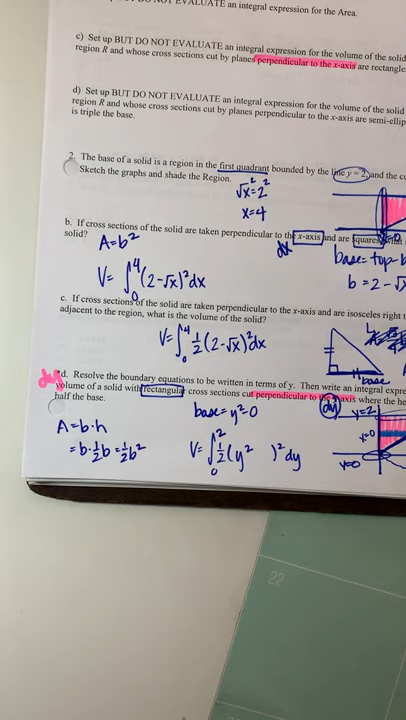 EVALUATE an integral expression for the Area.
c) Set up BUT DO NOT EVALUATE an integral expression for the volume of the solid
region R and whose cross sections cut by planes perpendicular to the x-axis are rectangle
d) Set up BUT DO NOT EVALUATE an integral expression for the volume of the solid
region R and whose cross sections cut by planes perpendicular to the x-axis are semi-ellip
is triple the base.
2. The base of a solid is a region in the first quadrant bounded by the line y = 2, and the cu
Sketch the graphs and shade the Region.
√x² = 2²
x=4
b. If cross sections of the solid are taken perpendicular to the x-axis and are squares, what
solid?
A=b²
dx
base= top - b
V= ∫₀⁴ (2-√x)² dx
b = 2 - √x
c. If cross sections of the solid are taken perpendicular to the x-axis and are isosceles right t
adjacent to the region, what is the volume of the solid?
V= ∫₀⁴ ½ (2-√x)² dx
base
*d. Resolve the boundary equations to be written in terms of y. Then write an integral expre
volume of a solid with rectangular cross sections cut perpendicular to the y-axis where the he
half the base.
dy
base= y² - 0
dy
y=2
A = b·h
x=0
= b·½b = ½b²
V= ∫₀² ½ (y² )² dy
y=0
22